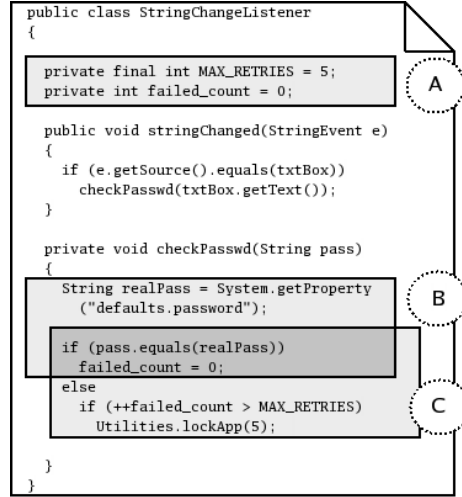 public class StringChangeListener
{
private final int MAX_RETRIES = 5;
private int failed_count = 0;
A
public void stringChanged(StringEvent e)
{
if (e.getSource().equals(txtBox))
checkPasswd(txtBox.getText());
}
private void checkPasswd(String pass)
{
String realPass = System.getProperty
("defaults.password");
B
if (pass.equals(realPass))
failed_count = 0;
else
if (++failed_count > MAX_RETRIES)
Utilities.lockApp(5);
C
}
}